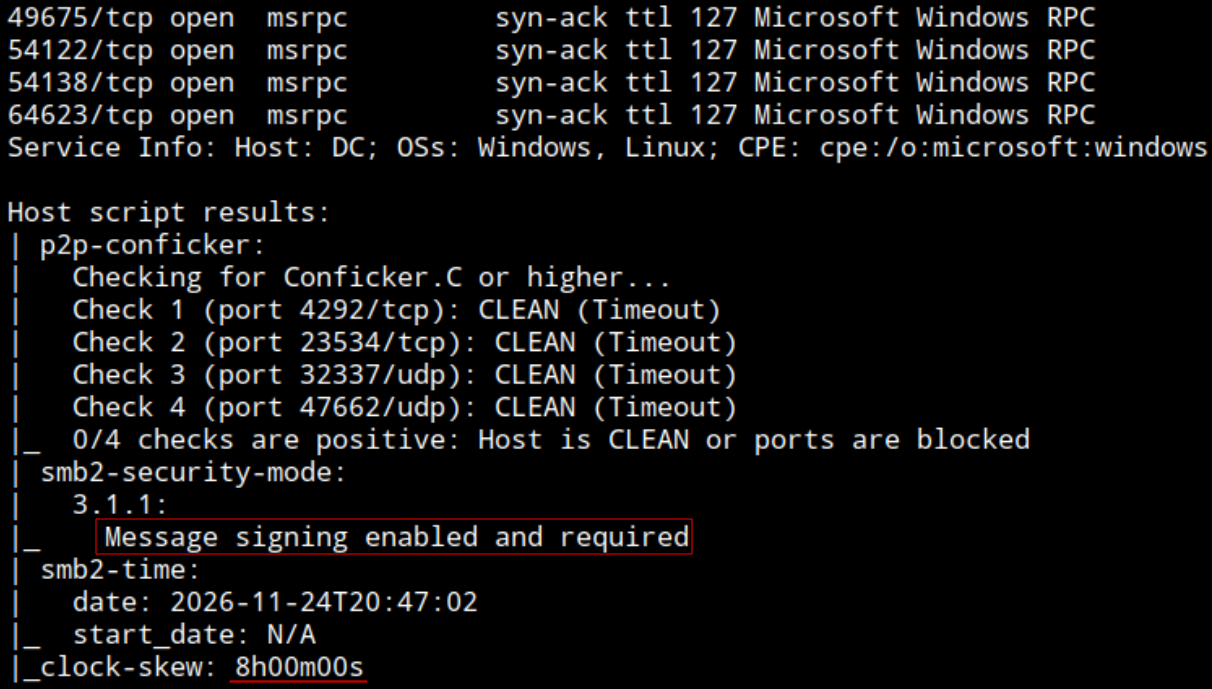 49675/tcp open  msrpc         syn-ack ttl 127 Microsoft Windows RPC
54122/tcp open  msrpc         syn-ack ttl 127 Microsoft Windows RPC
54138/tcp open  msrpc         syn-ack ttl 127 Microsoft Windows RPC
64623/tcp open  msrpc         syn-ack ttl 127 Microsoft Windows RPC
Service Info: Host: DC; OSs: Windows, Linux; CPE: cpe:/o:microsoft:windows

Host script results:
| p2p-conficker:
|   Checking for Conficker.C or higher...
|   Check 1 (port 4292/tcp): CLEAN (Timeout)
|   Check 2 (port 23534/tcp): CLEAN (Timeout)
|   Check 3 (port 32337/udp): CLEAN (Timeout)
|   Check 4 (port 47662/udp): CLEAN (Timeout)
|_  0/4 checks are positive: Host is CLEAN or ports are blocked
| smb2-security-mode:
|   3.1.1:
|_    Message signing enabled and required
| smb2-time:
|   date: 2026-11-24T20:47:02
|_  start_date: N/A
|_clock-skew: 8h00m00s